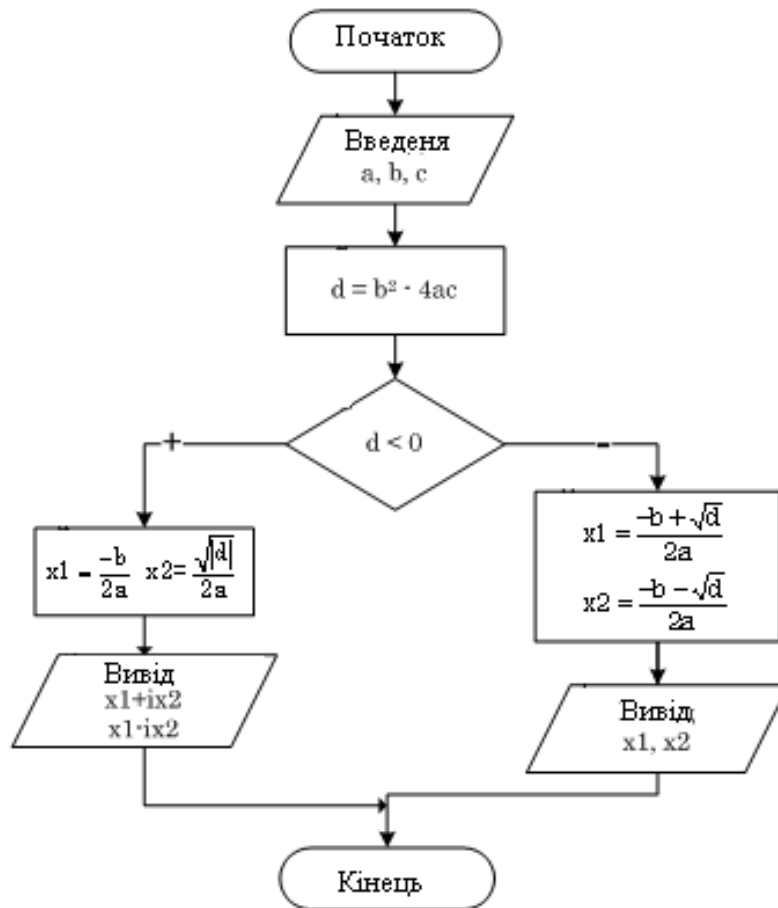 Початок
Введеня
a, b, c
d = b² - 4ac
+
d < 0
-
x1 = -b/2a x2= √|d|/2a
x1 = (-b + √d)/2a
x2 = (-b - √d)/2a
Вивід
x1+ix2
x1-ix2
Вивід
x1, x2
Кінець